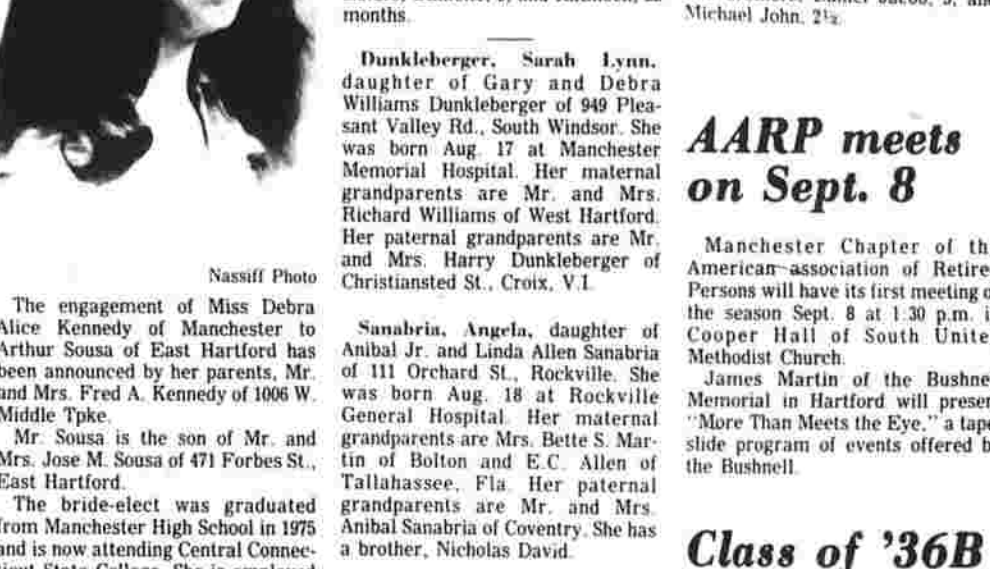 Nassiff Photo
The engagement of Miss Debra
Alice Kennedy of Manchester to
Arthur Sousa of East Hartford has
been announced by her parents, Mr.
and Mrs. Fred A. Kennedy of 1006 W.
Middle Tpke.
Mr. Sousa is the son of Mr. and
Mrs. Jose M. Sousa of 471 Forbes St.,
East Hartford.
The bride-elect was graduated
from Manchester High School in 1975
and is now attending Central Connec-
months.
Dunkleberger, Sarah Lynn,
daughter of Gary and Debra
Williams Dunkleberger of 949 Plea-
sant Valley Rd., South Windsor. She
was born Aug. 17 at Manchester
Memorial Hospital. Her maternal
grandparents are Mr. and Mrs.
Richard Williams of West Hartford.
Her paternal grandparents are Mr.
and Mrs. Harry Dunkleberger of
Christiansted St., Croix, V.I.
Sanabria, Angela, daughter of
Anibal Jr. and Linda Allen Sanabria
of 111 Orchard St., Rockville. She
was born Aug. 18 at Rockville
General Hospital. Her maternal
grandparents are Mrs. Bette S. Mar-
tin of Bolton and E.C. Allen of
Tallahassee, Fla. Her paternal
grandparents are Mr. and Mrs.
Anibal Sanabria of Coventry. She has
a brother, Nicholas David.
Michael John, 2½.
AARP meets
on Sept. 8
Manchester Chapter of th
American association of Retire
Persons will have its first meeting o
the season Sept. 8 at 1:30 p.m. i
Cooper Hall of South Unite
Methodist Church.
James Martin of the Bushne
Memorial in Hartford will presen
"More Than Meets the Eye," a tape
slide program of events offered b
the Bushnell.
Class of '36B